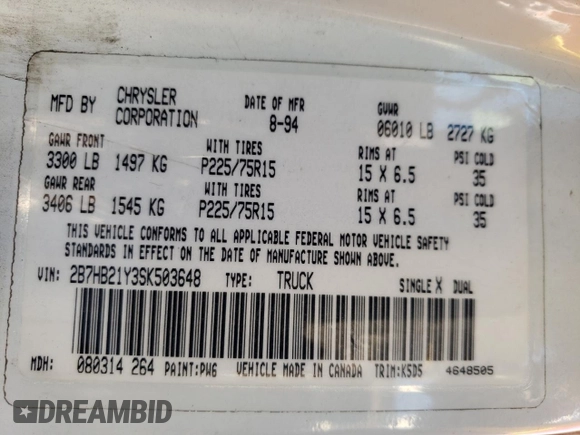 MFD BY CHRYSLER CORPORATION DATE OF MFR 8-94 GVWR 06010 LB 2727 KG
GAWR FRONT WITH TIRES RIMS AT PSI COLD
3300 LB 1497 KG P225/75R15 15 X 6.5 35
GAWR REAR WITH TIRES RIMS AT PSI COLD
3406 LB 1545 KG P225/75R15 15 X 6.5 35
THIS VEHICLE CONFORMS TO ALL APPLICABLE FEDERAL MOTOR VEHICLE SAFETY
STANDARDS IN EFFECT ON THE DATE OF MANUFACTURE SHOWN ABOVE.
VIN: 2B7HB21Y3SK503648 TYPE: TRUCK SINGLE X DUAL
MDH: 080314 264 PAINT:PW6 VEHICLE MADE IN CANADA TRIM:K5D5 4648505
DREAMBID